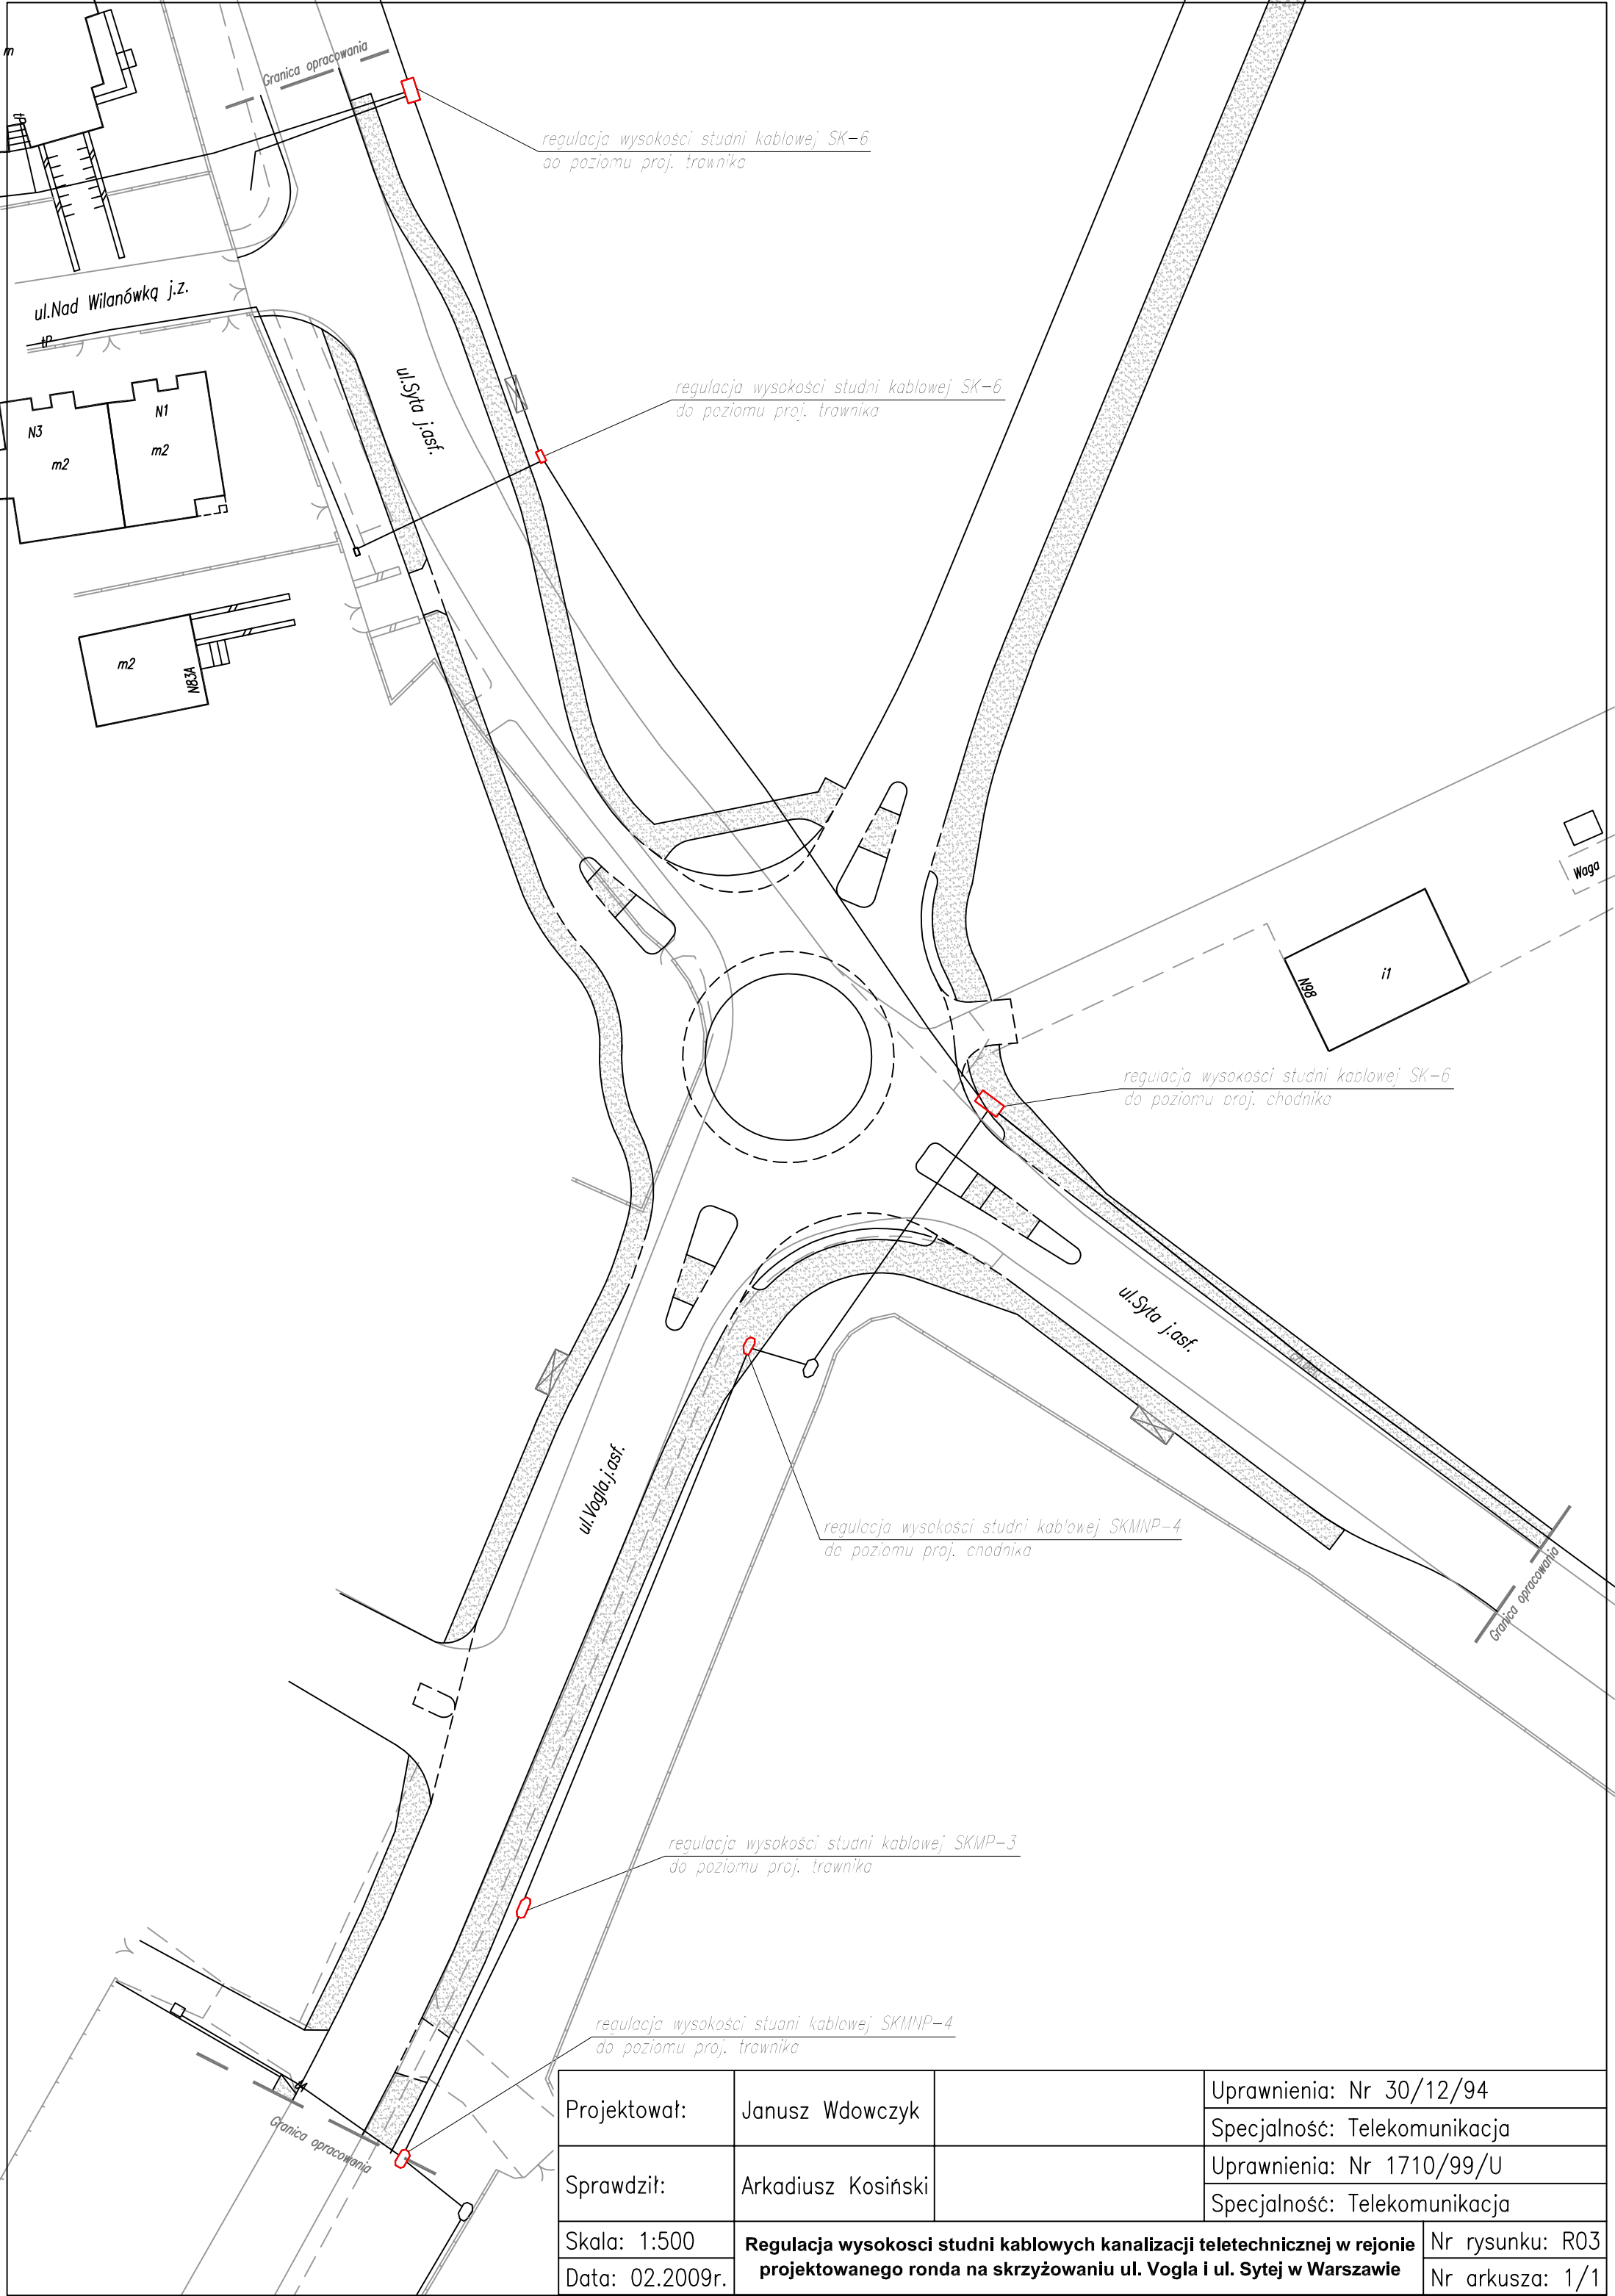 m
tP
Granica opracowania
regulacja wysokości studni kablowej SK-6
do poziomu proj. trawnika
ul.Nad Wilanówką j.z.
tP
ul.Syta j.asf.
regulacja wysokości studni kablowej SK-6
do poziomu proj. trawnika
N3
m2
N1
m2
m2
N83A
Waga
i1
N98
regulacja wysokości studni kablowej SK-6
do poziomu proj. chodnika
ul.Syta j.asf.
ul.Vogla.j.asf.
regulacja wysokości studni kablowej SKMNP-4
do poziomu proj. chodnika
Granica opracowania
regulacja wysokości studni kablowej SKMP-3
do poziomu proj. trawnika
regulacja wysokości studni kablowej SKMNP-4
do poziomu proj. trawnika
Granica opracowania
Projektował: Janusz Wdowczyk
Uprawnienia: Nr 30/12/94
Specjalność: Telekomunikacja
Sprawdził: Arkadiusz Kosiński
Uprawnienia: Nr 1710/99/U
Specjalność: Telekomunikacja
Skala: 1:500
Data: 02.2009r.
Regulacja wysokosci studni kablowych kanalizacji teletechnicznej w rejonie
projektowanego ronda na skrzyżowaniu ul. Vogla i ul. Sytej w Warszawie
Nr rysunku: R03
Nr arkusza: 1/1